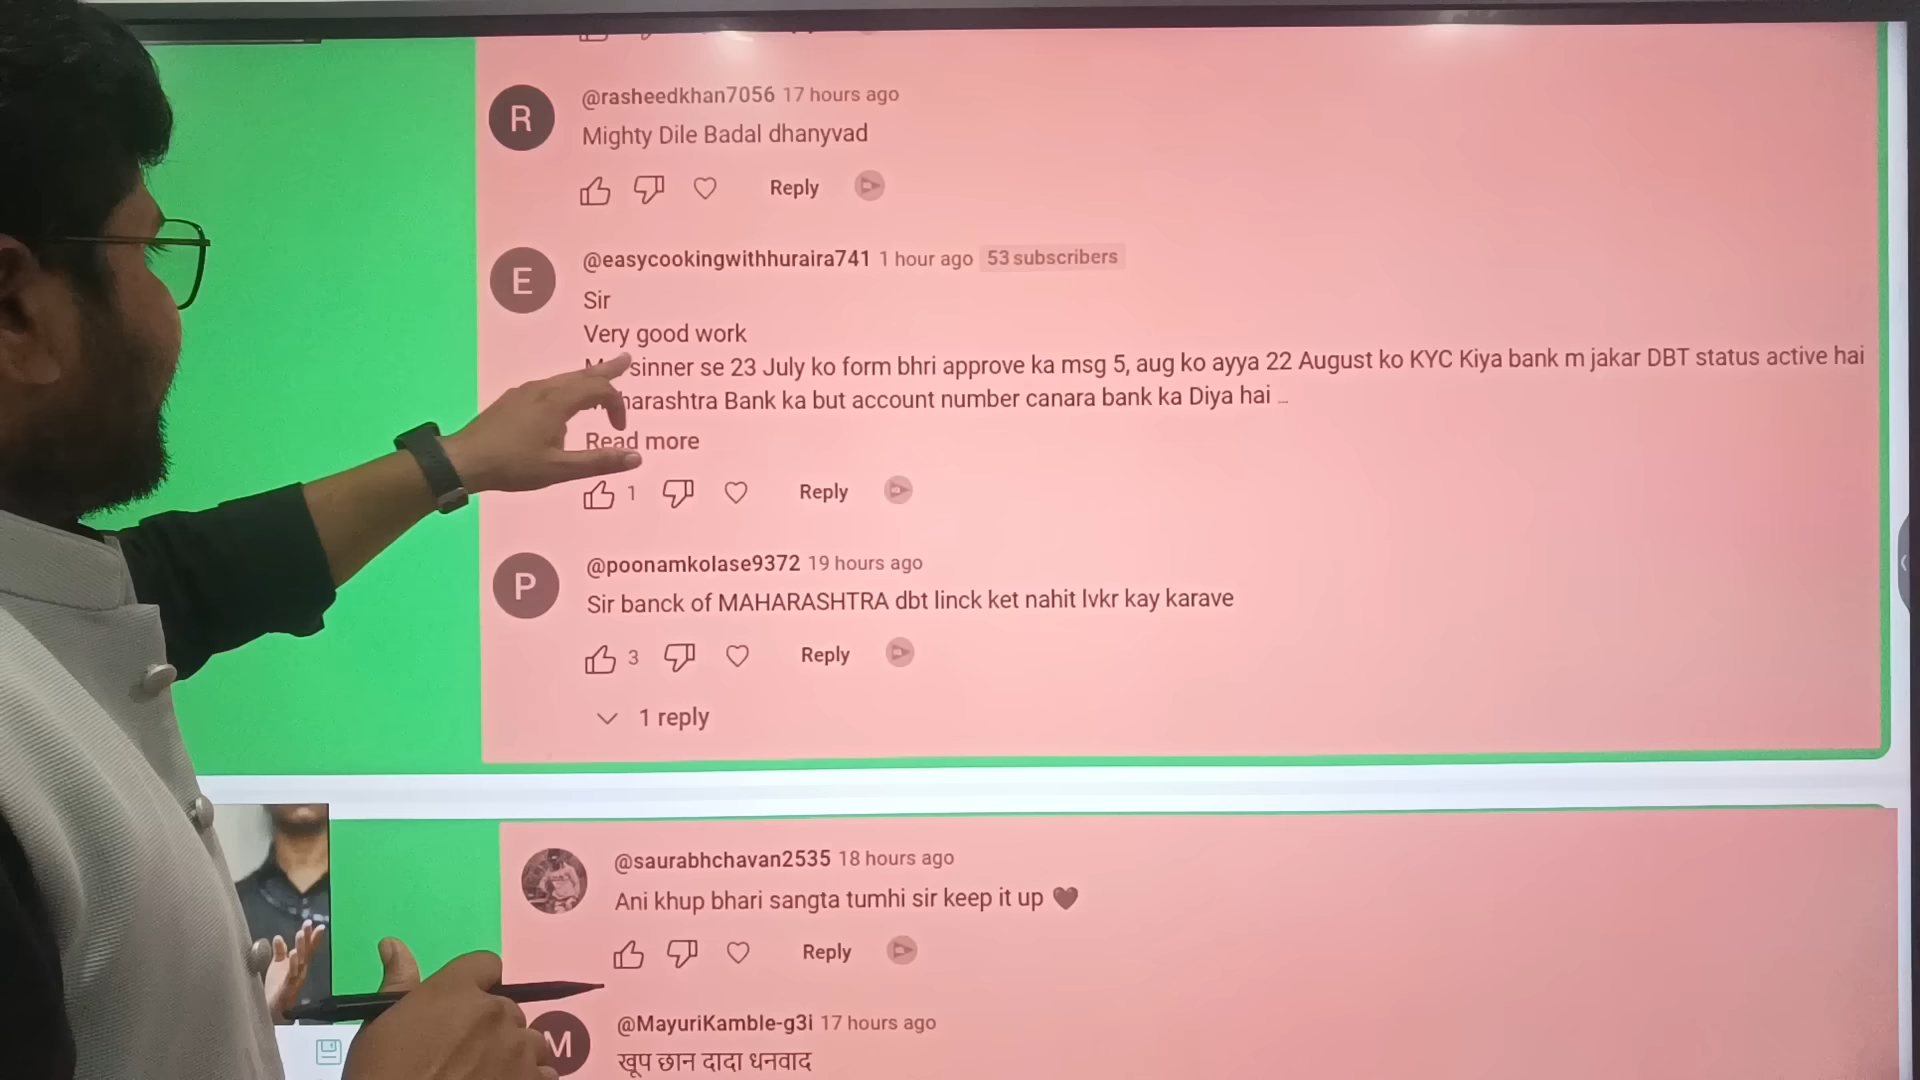 R
@rasheedkhan7056 17 hours ago
Mighty Dile Badal dhanyvad
Reply
E
@easycookingwithhuraira741 1 hour ago 53 subscribers
Sir
Very good work
sinner se 23 July ko form bhri approve ka msg 5, aug ko ayya 22 August ko KYC Kiya bank m jakar DBT status active hai
harashtra Bank ka but account number canara bank ka Diya hai ...
Read more
1 Reply
P
@poonamkolase9372 19 hours ago
Sir banck of MAHARASHTRA dbt linck ket nahit lvkr kay karave
3 Reply
1 reply
@saurabhchavan2535 18 hours ago
Ani khup bhari sangta tumhi sir keep it up 🖤
Reply
M
@MayuriKamble-g3i 17 hours ago
खूप छान दादा धनवाद